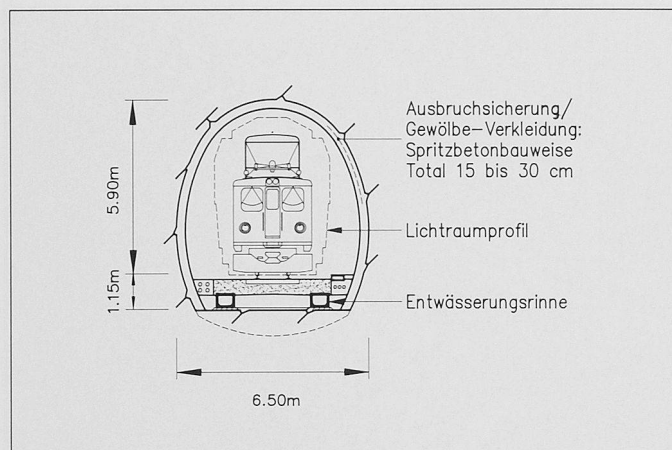 Ausbruchsicherung/
Gewölbe-Verkleidung:
Spritzbetonbauweise
Total 15 bis 30 cm
5.90m
Lichtraumprofil
1.15m
Entwässerungsrinne
6.50m